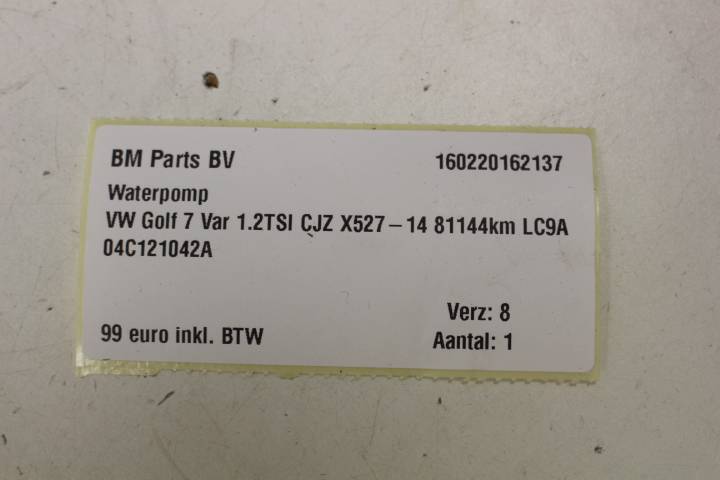 BM Parts BV 160220162137
Waterpomp
VW Golf 7 Var 1.2TSI CJZ X527-14 81144km LC9A
04C121042A
Verz: 8
99 euro inkl. BTW Aantal: 1